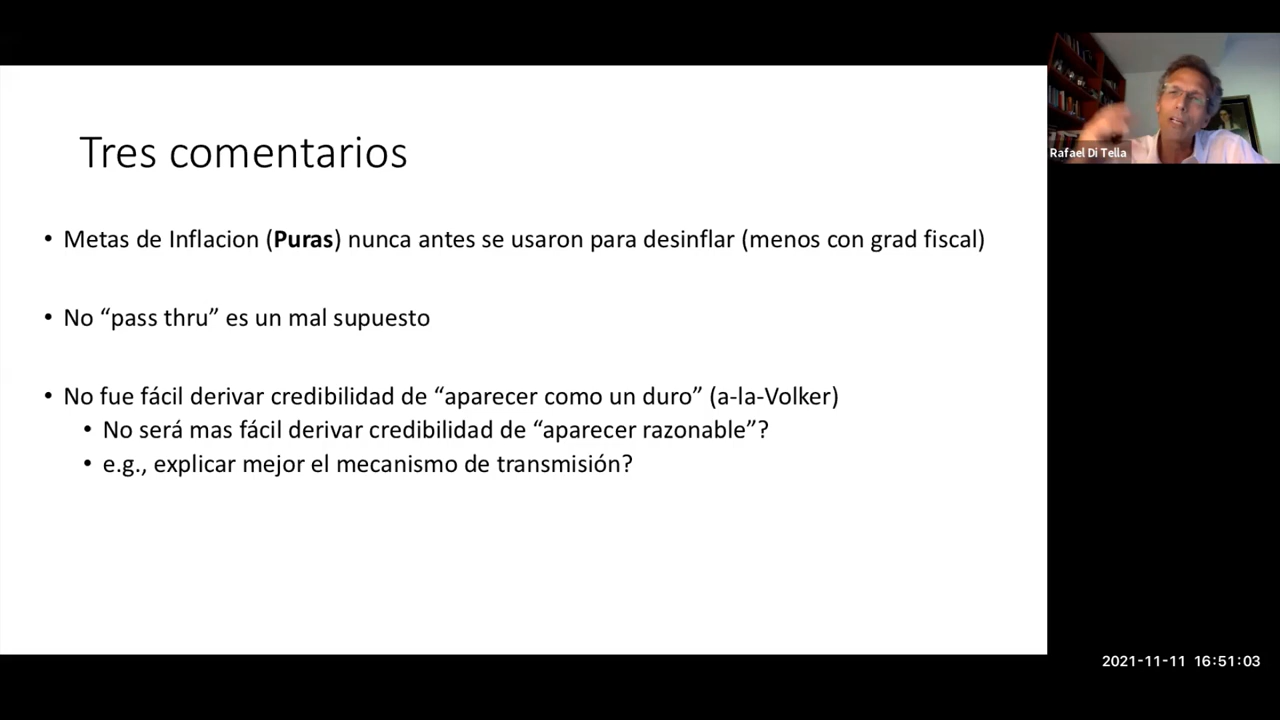 Tres comentarios
• Metas de Inflacion (Puras) nunca antes se usaron para desinflar (menos con grad fiscal)
• No “pass thru” es un mal supuesto
• No fue fácil derivar credibilidad de “aparecer como un duro” (a-la-Volker)
• No será mas fácil derivar credibilidad de “aparecer razonable”?
• e.g., explicar mejor el mecanismo de transmisión?
Rafael Di Tella
2021-11-11 16:51:03